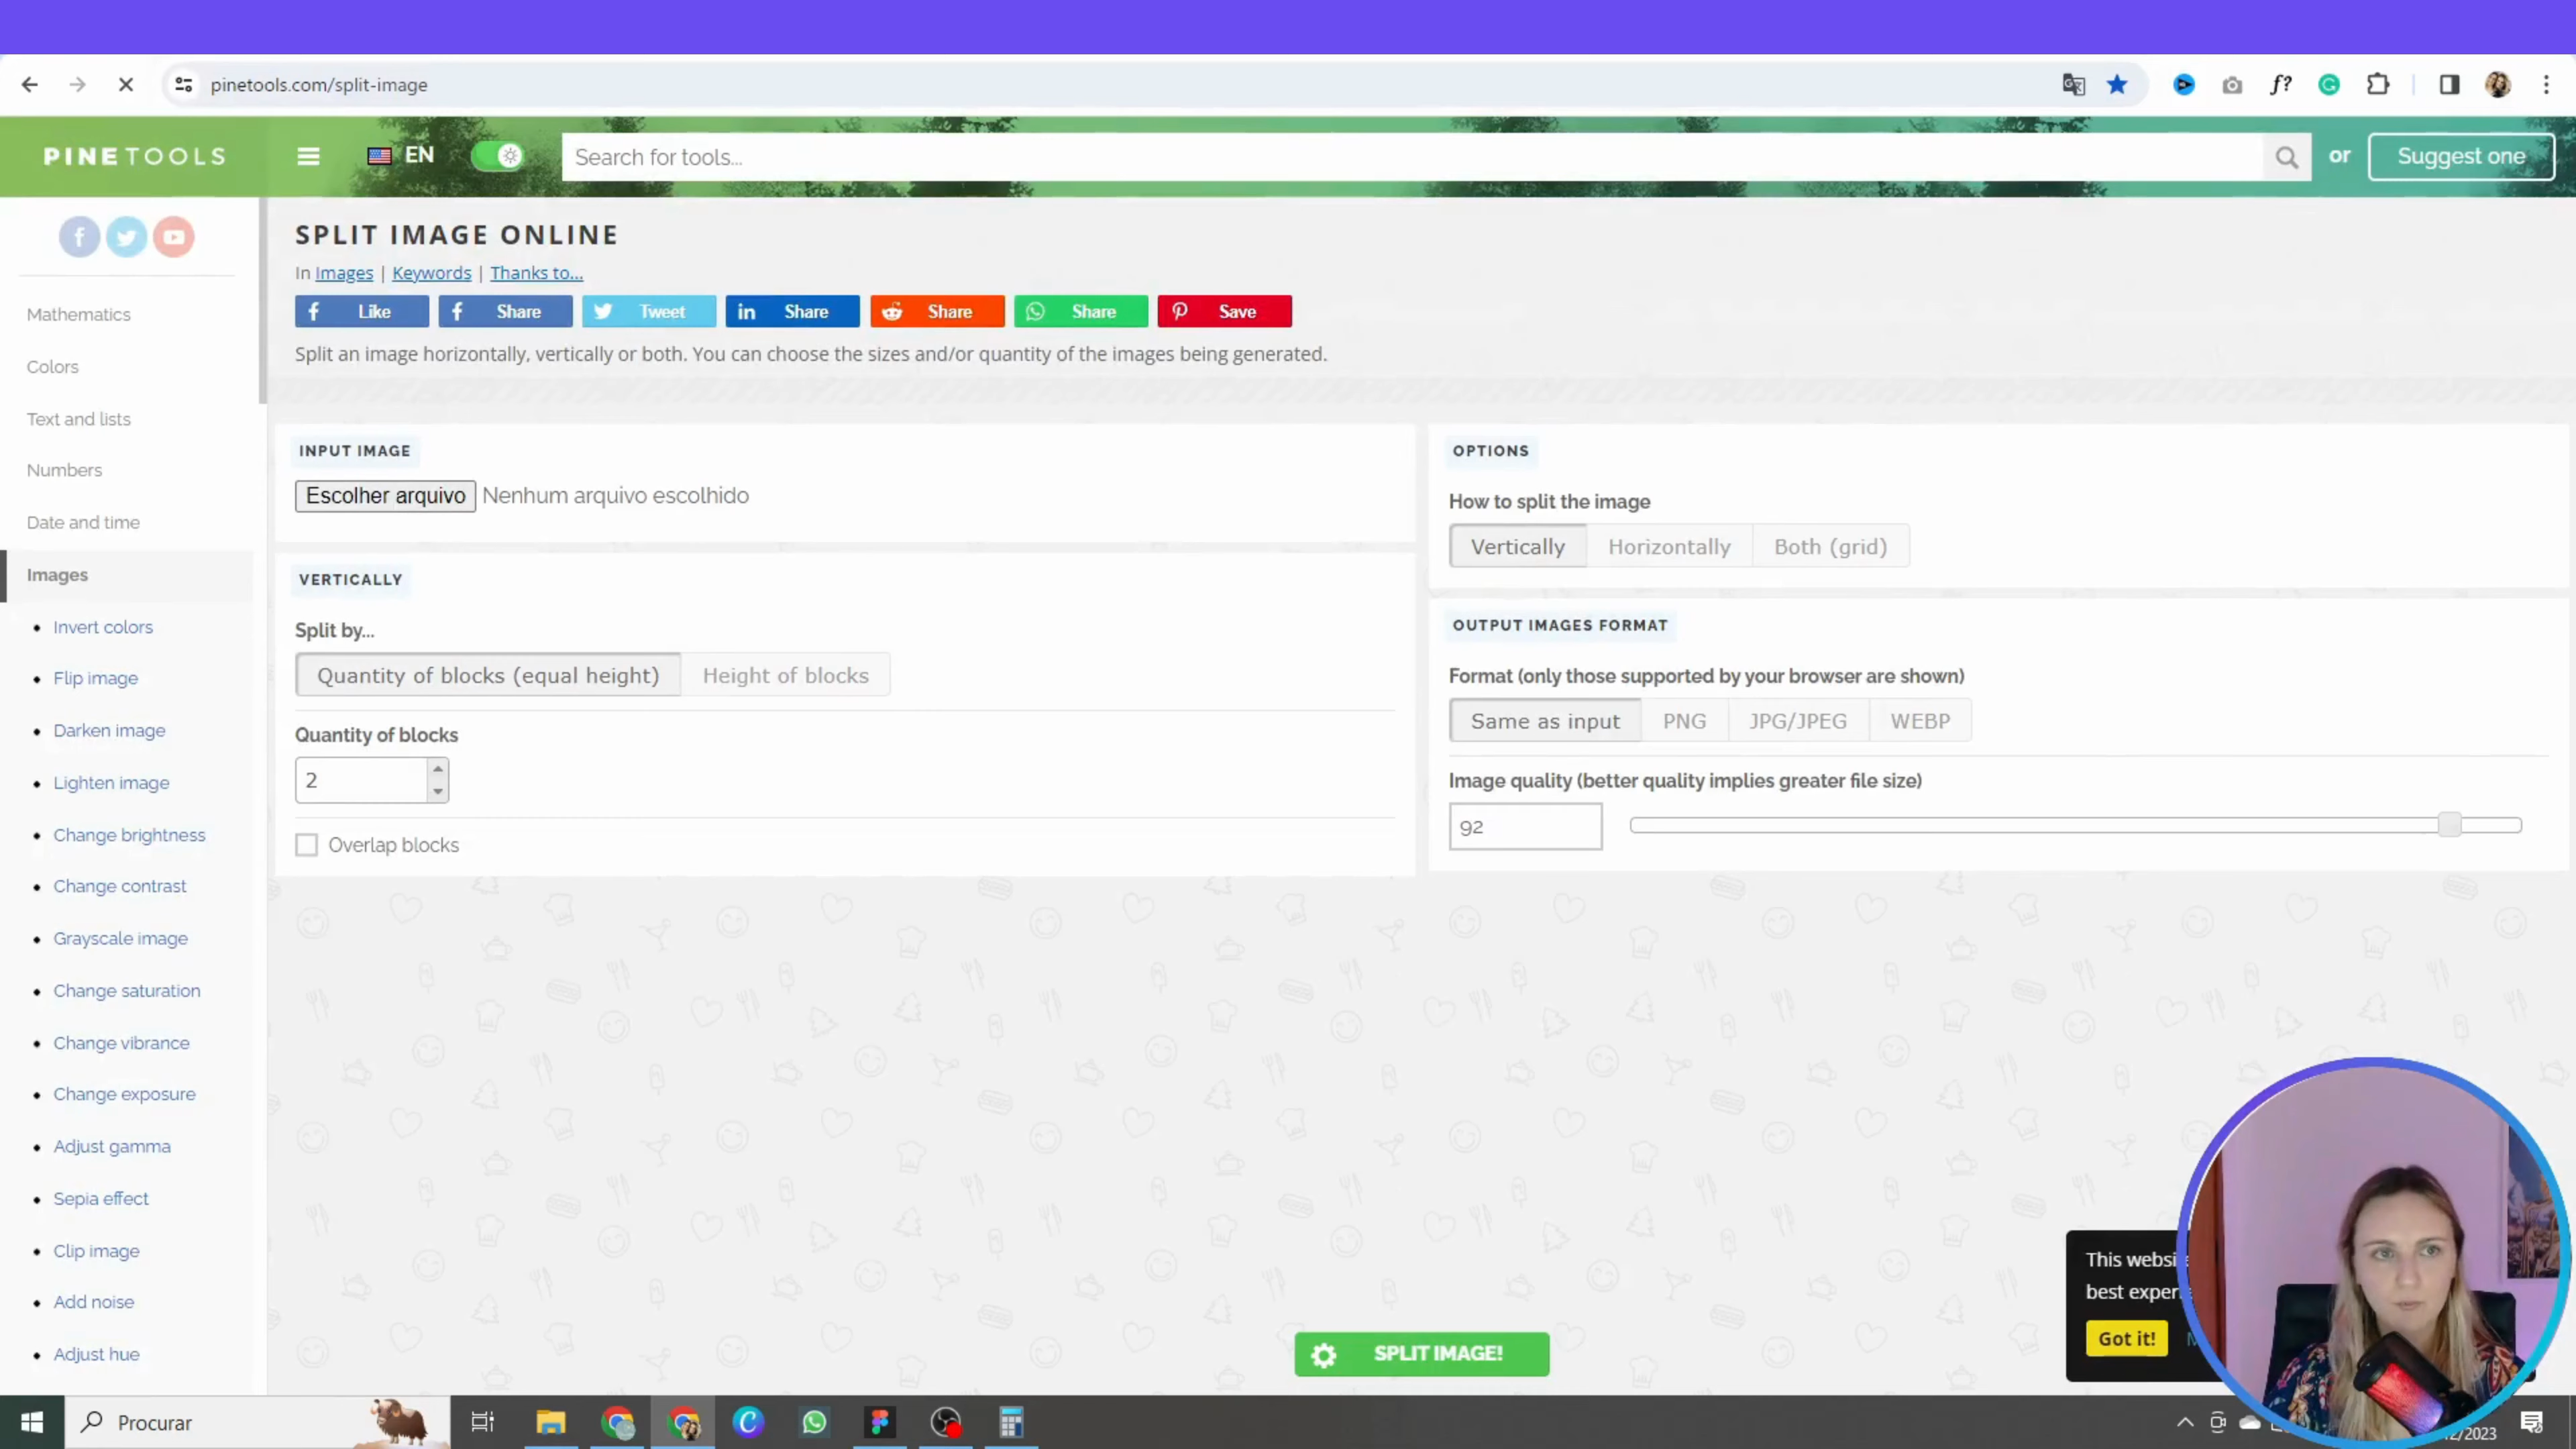 pinetools.com/split-image
PINETOOLS
EN
Search for tools...
or
Suggest one
SPLIT IMAGE ONLINE
In Images | Keywords | Thanks to...
Like
Share
Tweet
Share
Share
Share
Save
Split an image horizontally, vertically or both. You can choose the sizes and/or quantity of the images being generated.
Mathematics
Colors
Text and lists
Numbers
Date and time
Images
Invert colors
Flip image
Darken image
Lighten image
Change brightness
Change contrast
Grayscale image
Change saturation
Change vibrance
Change exposure
Adjust gamma
Sepia effect
Clip image
Add noise
Adjust hue
INPUT IMAGE
Escolher arquivo Nenhum arquivo escolhido
VERTICALLY
Split by...
Quantity of blocks (equal height) Height of blocks
Quantity of blocks
2
Overlap blocks
OPTIONS
How to split the image
Vertically Horizontally Both (grid)
OUTPUT IMAGES FORMAT
Format (only those supported by your browser are shown)
Same as input PNG JPG/JPEG WEBP
Image quality (better quality implies greater file size)
92
SPLIT IMAGE!
This
best
Got it!
Procurar